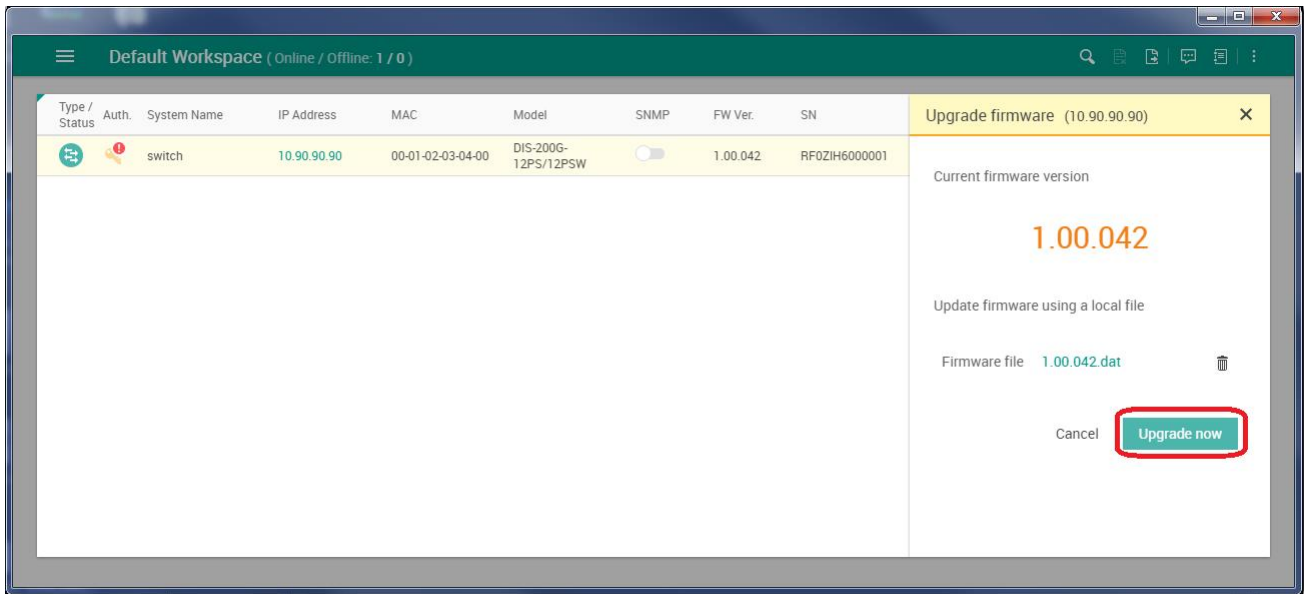 Default Workspace ( Online / Offline: 1 / 0 )
Type / Status Auth. System Name IP Address MAC Model SNMP FW Ver. SN
switch 10.90.90.90 00-01-02-03-04-00 DIS-200G-12PS/12PSW 1.00.042 RF0ZIH6000001
Upgrade firmware (10.90.90.90)
Current firmware version
1.00.042
Update firmware using a local file
Firmware file 1.00.042.dat
Cancel Upgrade now